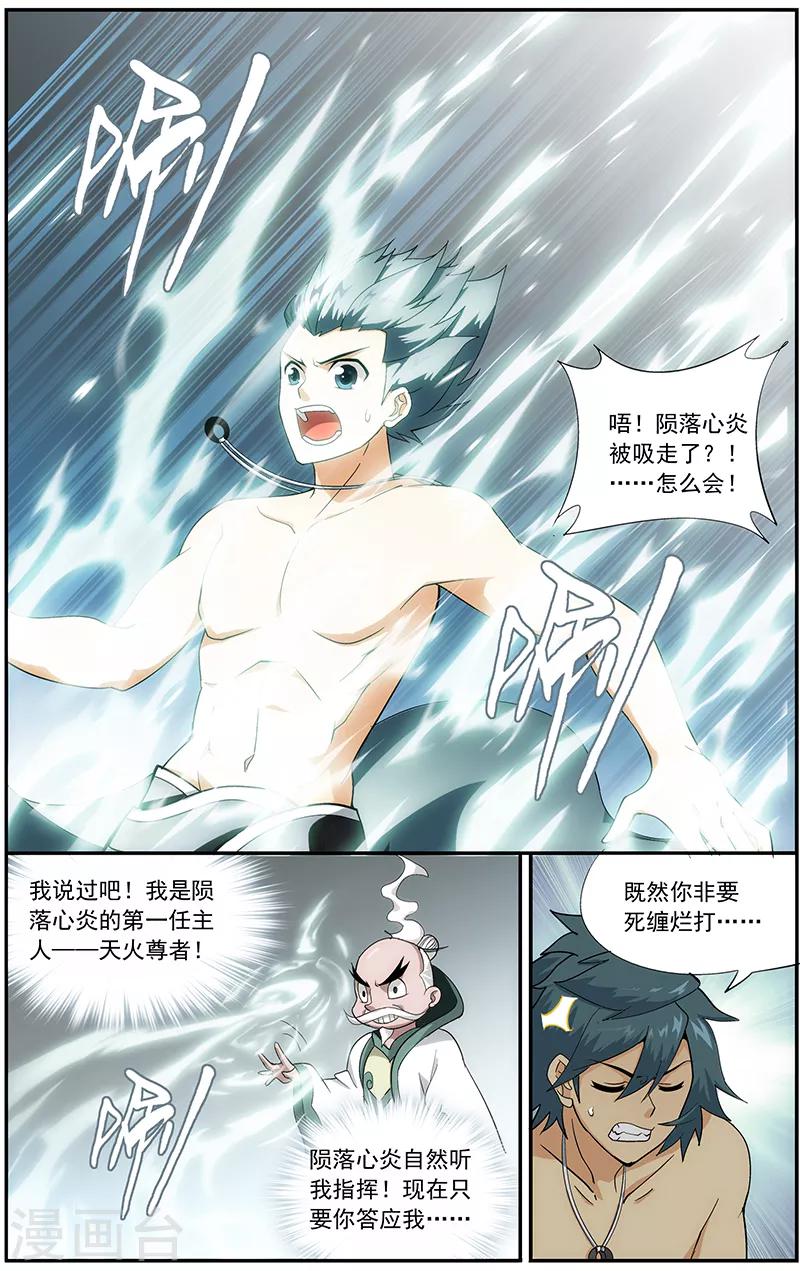 唰
唔！陨落心炎
被吸走了？！
……怎么会！
唰
我说过吧！我是陨
落心炎的第一任主
人——天火尊者！
唰
陨落心炎自然听
我指挥！现在只
要你答应我……
既然你非要
死缠烂打……
漫画台